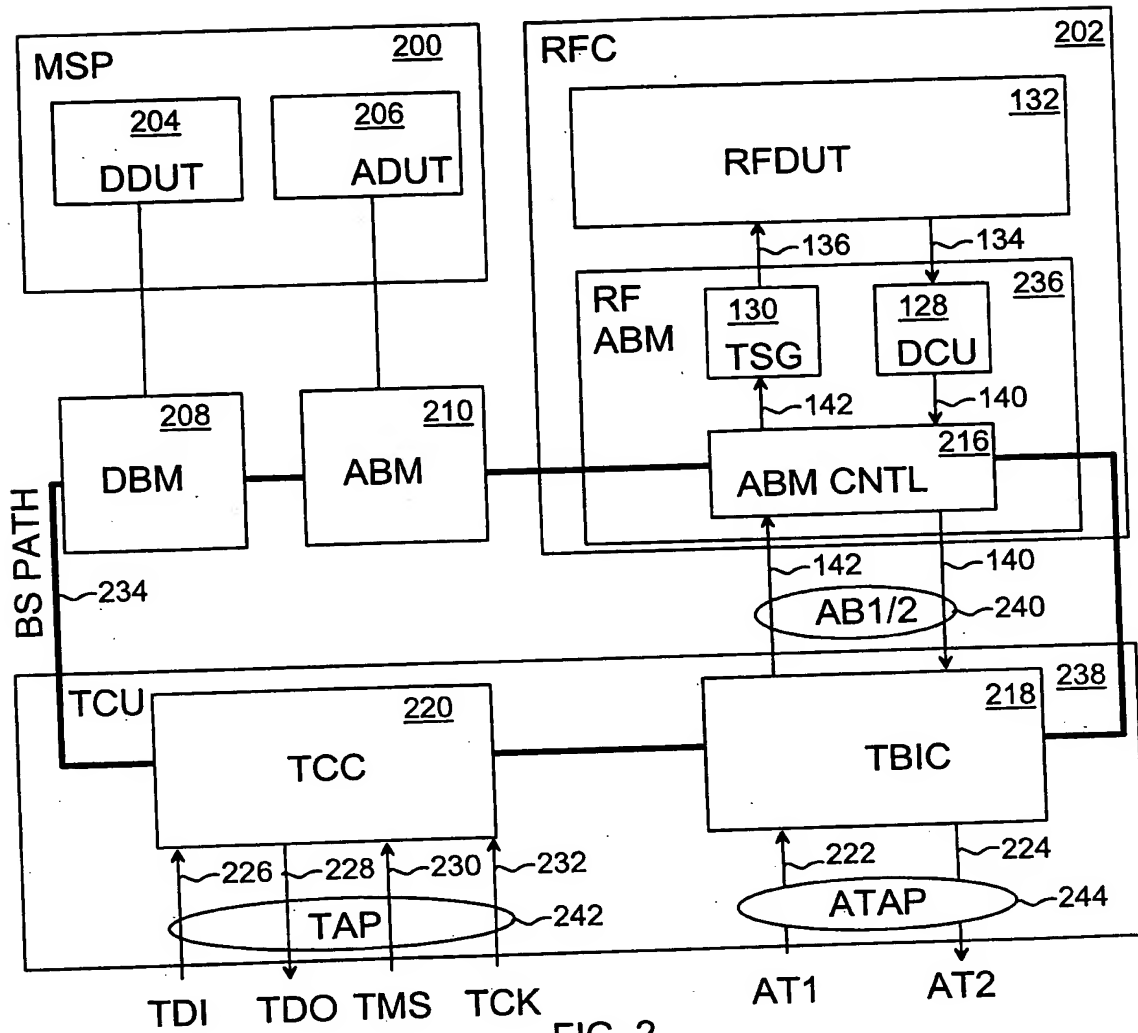 MSP 200
RFC 202
204
DDUT
206
ADUT
132
RFDUT
136
134
RF
ABM
236
130
TSG
128
DCU
142
140
208
DBM
210
ABM
216
ABM CNTL
BS PATH
234
142
140
AB1/2
240
TCU
238
220
TCC
218
TBIC
226
228
230
232
222
224
TAP
242
ATAP
244
TDI
TDO
TMS
TCK
AT1
AT2
FIG. 2